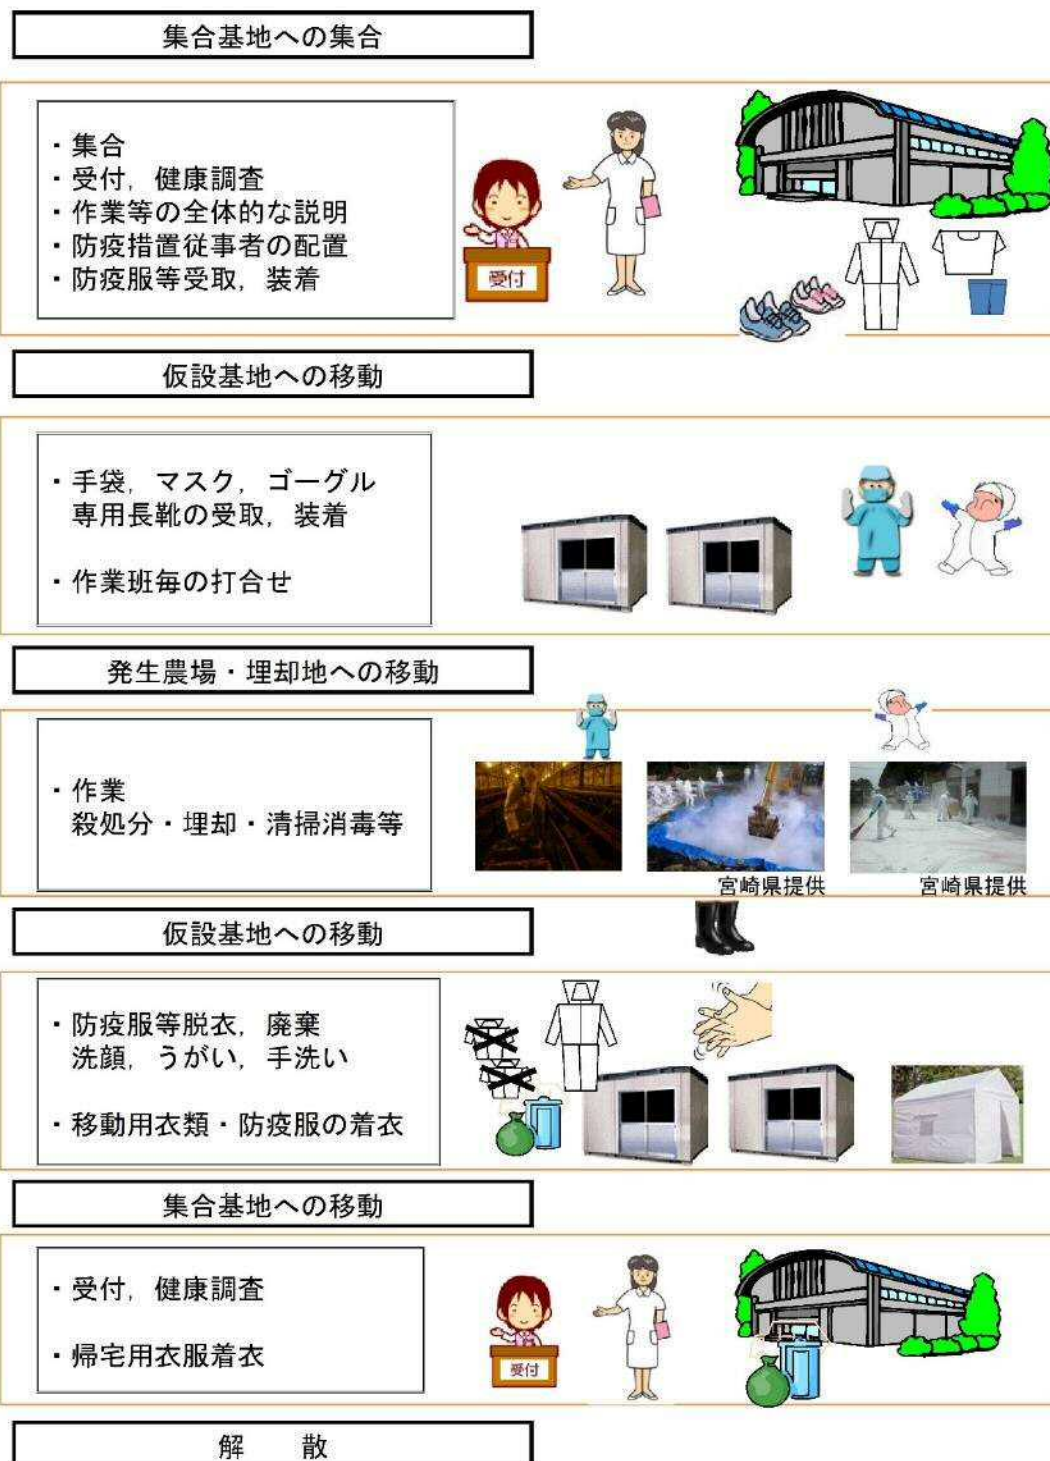 集合基地への集合
・集合
・受付，健康調査
・作業等の全体的な説明
・防疫措置従事者の配置
・防疫服等受取，装着
受付
仮設基地への移動
・手袋，マスク，ゴーグル
専用長靴の受取，装着
・作業班毎の打合せ
発生農場・埋却地への移動
・作業
殺処分・埋却・清掃消毒等
宮崎県提供
宮崎県提供
仮設基地への移動
・防疫服等脱衣，廃棄
洗顔，うがい，手洗い
・移動用衣類・防疫服の着衣
集合基地への移動
・受付，健康調査
・帰宅用衣服着衣
受付
解　　散